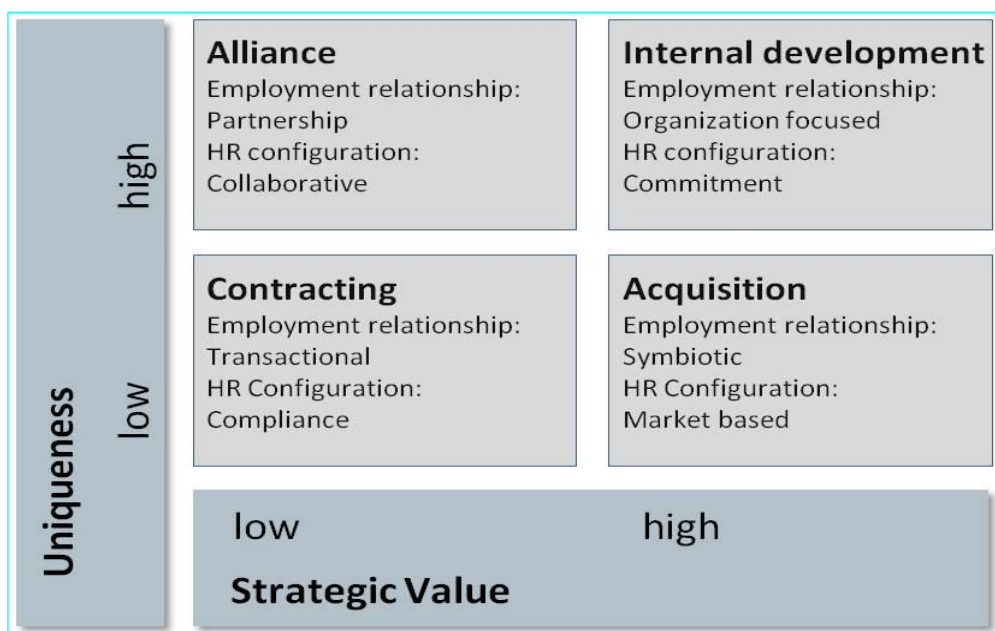 Alliance
Employment relationship:
Partnership
HR configuration:
Collaborative
Internal development
Employment relationship:
Organization focused
HR configuration:
Commitment
high
Contracting
Employment relationship:
Transactional
HR Configuration:
Compliance
Acquisition
Employment relationship:
Symbiotic
HR Configuration:
Market based
low
Uniqueness
low
high
Strategic Value